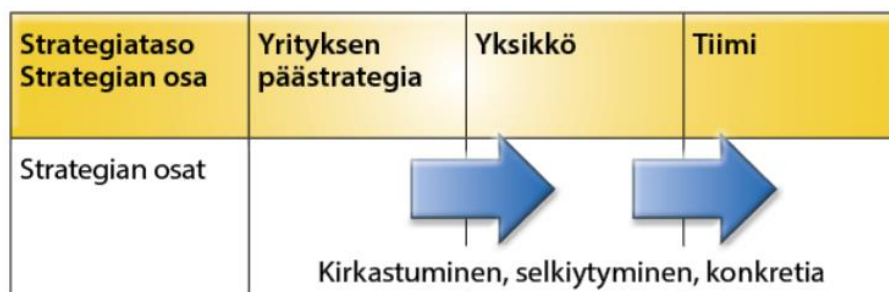 Strategiataso
Strategian osa
Yrityksen
päästrategia
Yksikkö
Tiimi
Strategian osat
Kirkastuminen, selkiytyminen, konkretia